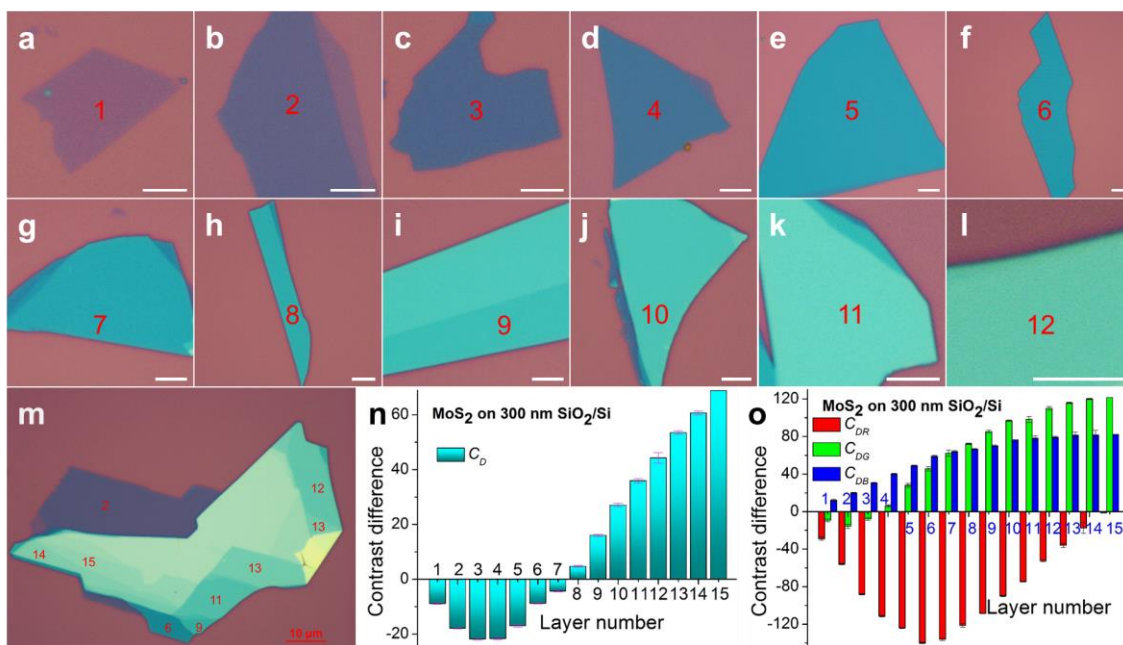 a
1
b
2
c
3
d
4
e
5
f
6
g
7
h
8
i
9
j
10
k
11
l
12
m
2
12
13
14
15
13
11
6
9
10 μm
n
MoS2 on 300 nm SiO2/Si
CD
Contrast difference
60
40
20
0
-20
1 2 3 4 5 6 7 8 9 10 11 12 13 14 15
Layer number
o
MoS2 on 300 nm SiO2/Si
CDR
CDG
CDB
Contrast difference
120
80
40
0
-40
-80
-120
1 2 3 4 5 6 7 8 9 10 11 12 13 14 15
Layer number